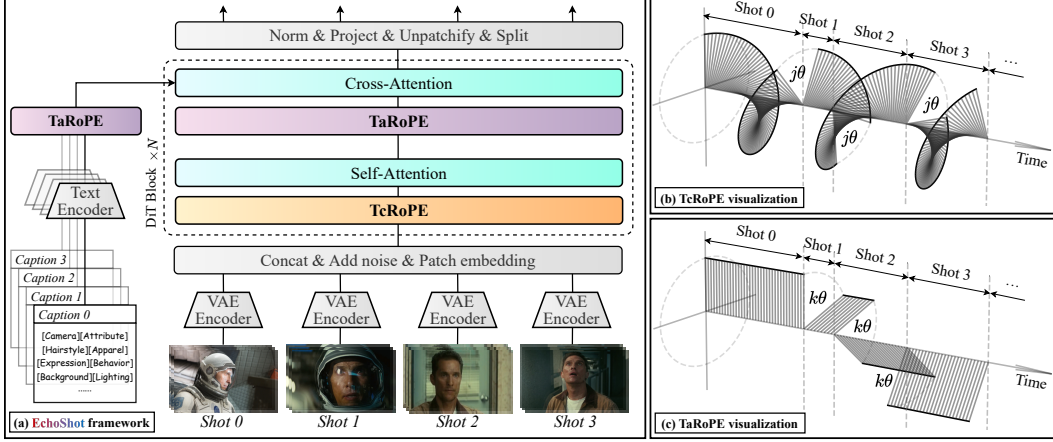 Norm & Project & Unpatchify & Split
Cross-Attention
TaRoPE
TaRoPE
Self-Attention
TcRoPE
DiT Block ×N
Text
Encoder
Concat & Add noise & Patch embedding
Caption 3
Caption 2
Caption 1
Caption 0
[Camera][Attribute]
[Hairstyle][Apparel]
[Expression][Behavior]
[Background][Lighting]
......
VAE
Encoder
VAE
Encoder
VAE
Encoder
VAE
Encoder
Shot 0
Shot 1
Shot 2
Shot 3
(a) EchoShot framework
Shot 0
Shot 1
Shot 2
Shot 3
...
jθ
jθ
jθ
Time
(b) TcRoPE visualization
Shot 0
Shot 1
Shot 2
Shot 3
...
kθ
kθ
kθ
Time
(c) TaRoPE visualization